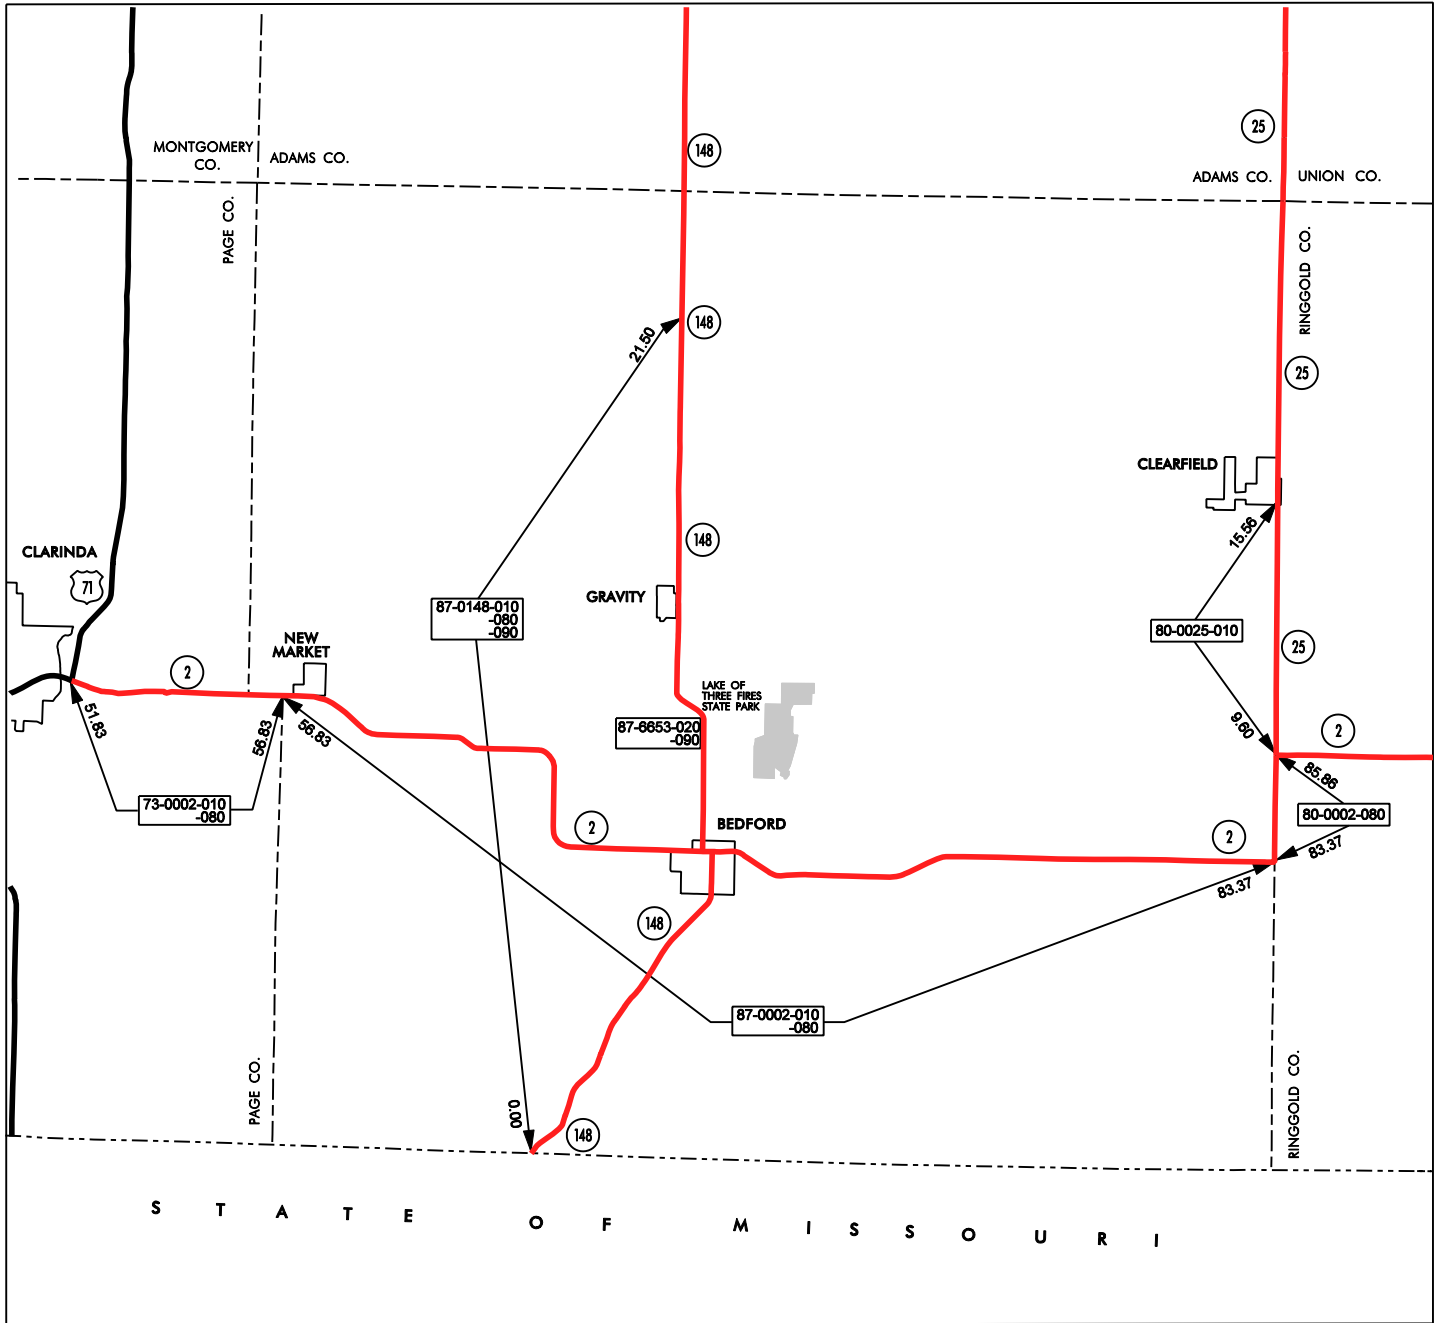 25
148
MONTGOMERY
CO.
ADAMS CO.
ADAMS CO.
UNION CO.
PAGE CO.
RINGGOLD CO.
148
21.50
25
CLEARFIELD
15.56
148
CLARINDA
71
GRAVITY
87-0148-010
-080
-090
80-0025-010
NEW
MARKET
25
2
LAKE OF
THREE FIRES
STATE PARK
51.83
56.83
56.83
87-6653-020
-090
9.60
2
85.86
73-0002-010
-080
80-0002-080
BEDFORD
2
2
83.37
83.37
148
87-0002-010
-080
PAGE CO.
RINGGOLD CO.
0.00
148
STATE OF MISSOURI